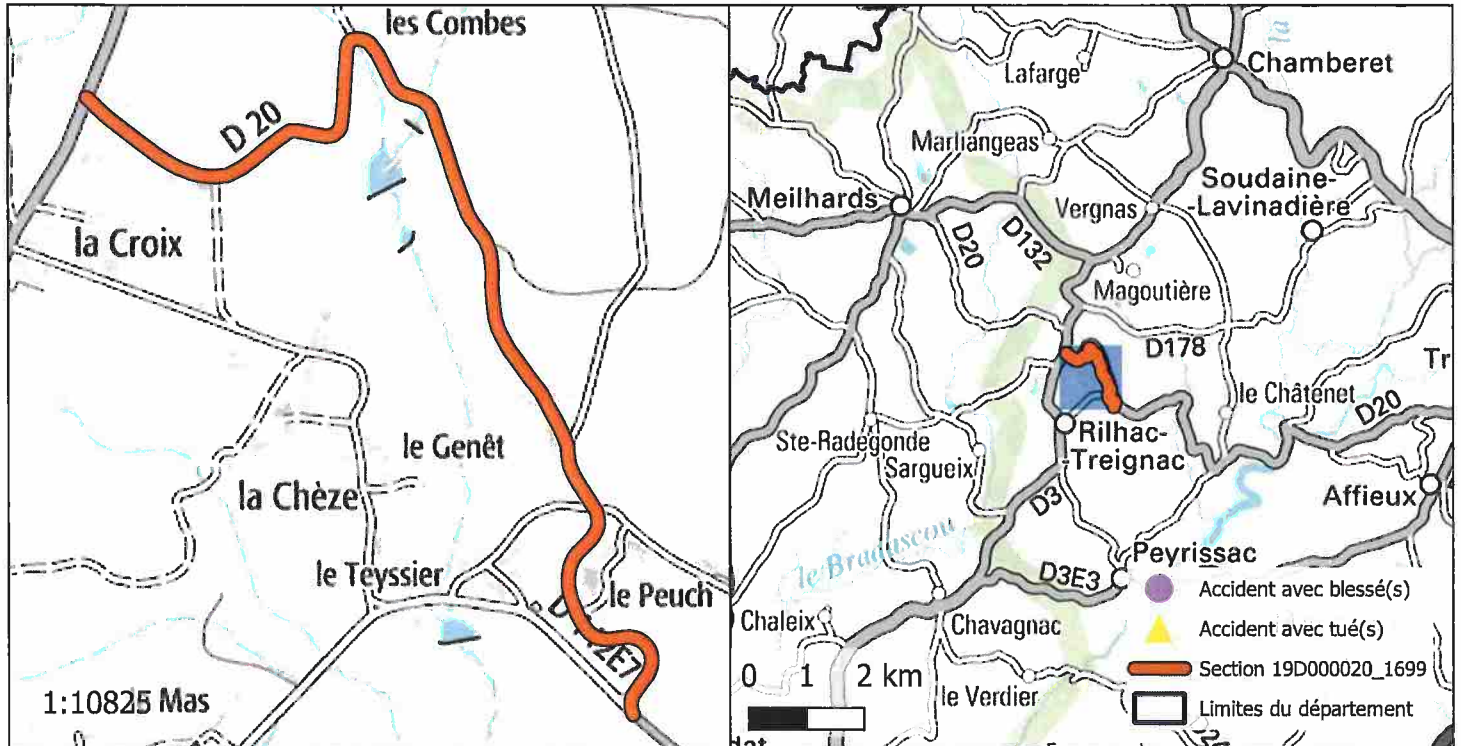 les Combes
D 20
la Croix
le Genêt
la Chèze
le Teyssier
le Peuch
1:10825
Mas
la
Lafarge
Chamberet
Marliangeas
Meilhards
Soudaine-
-Lavinadière
Vergnas
D20
D132
Magoutière
D178
Tr
le Châtenet
D20
Ste-Radegonde
Rilhac-
-Treignac
Sargueix
Affieux
D3
le Bradascou
Peyrissac
D3E3
Accident avec blessé(s)
Chaleix
Chavagnac
Accident avec tué(s)
0 1 2 km
Section 19D000020_1699
le Verdier
Limites du département